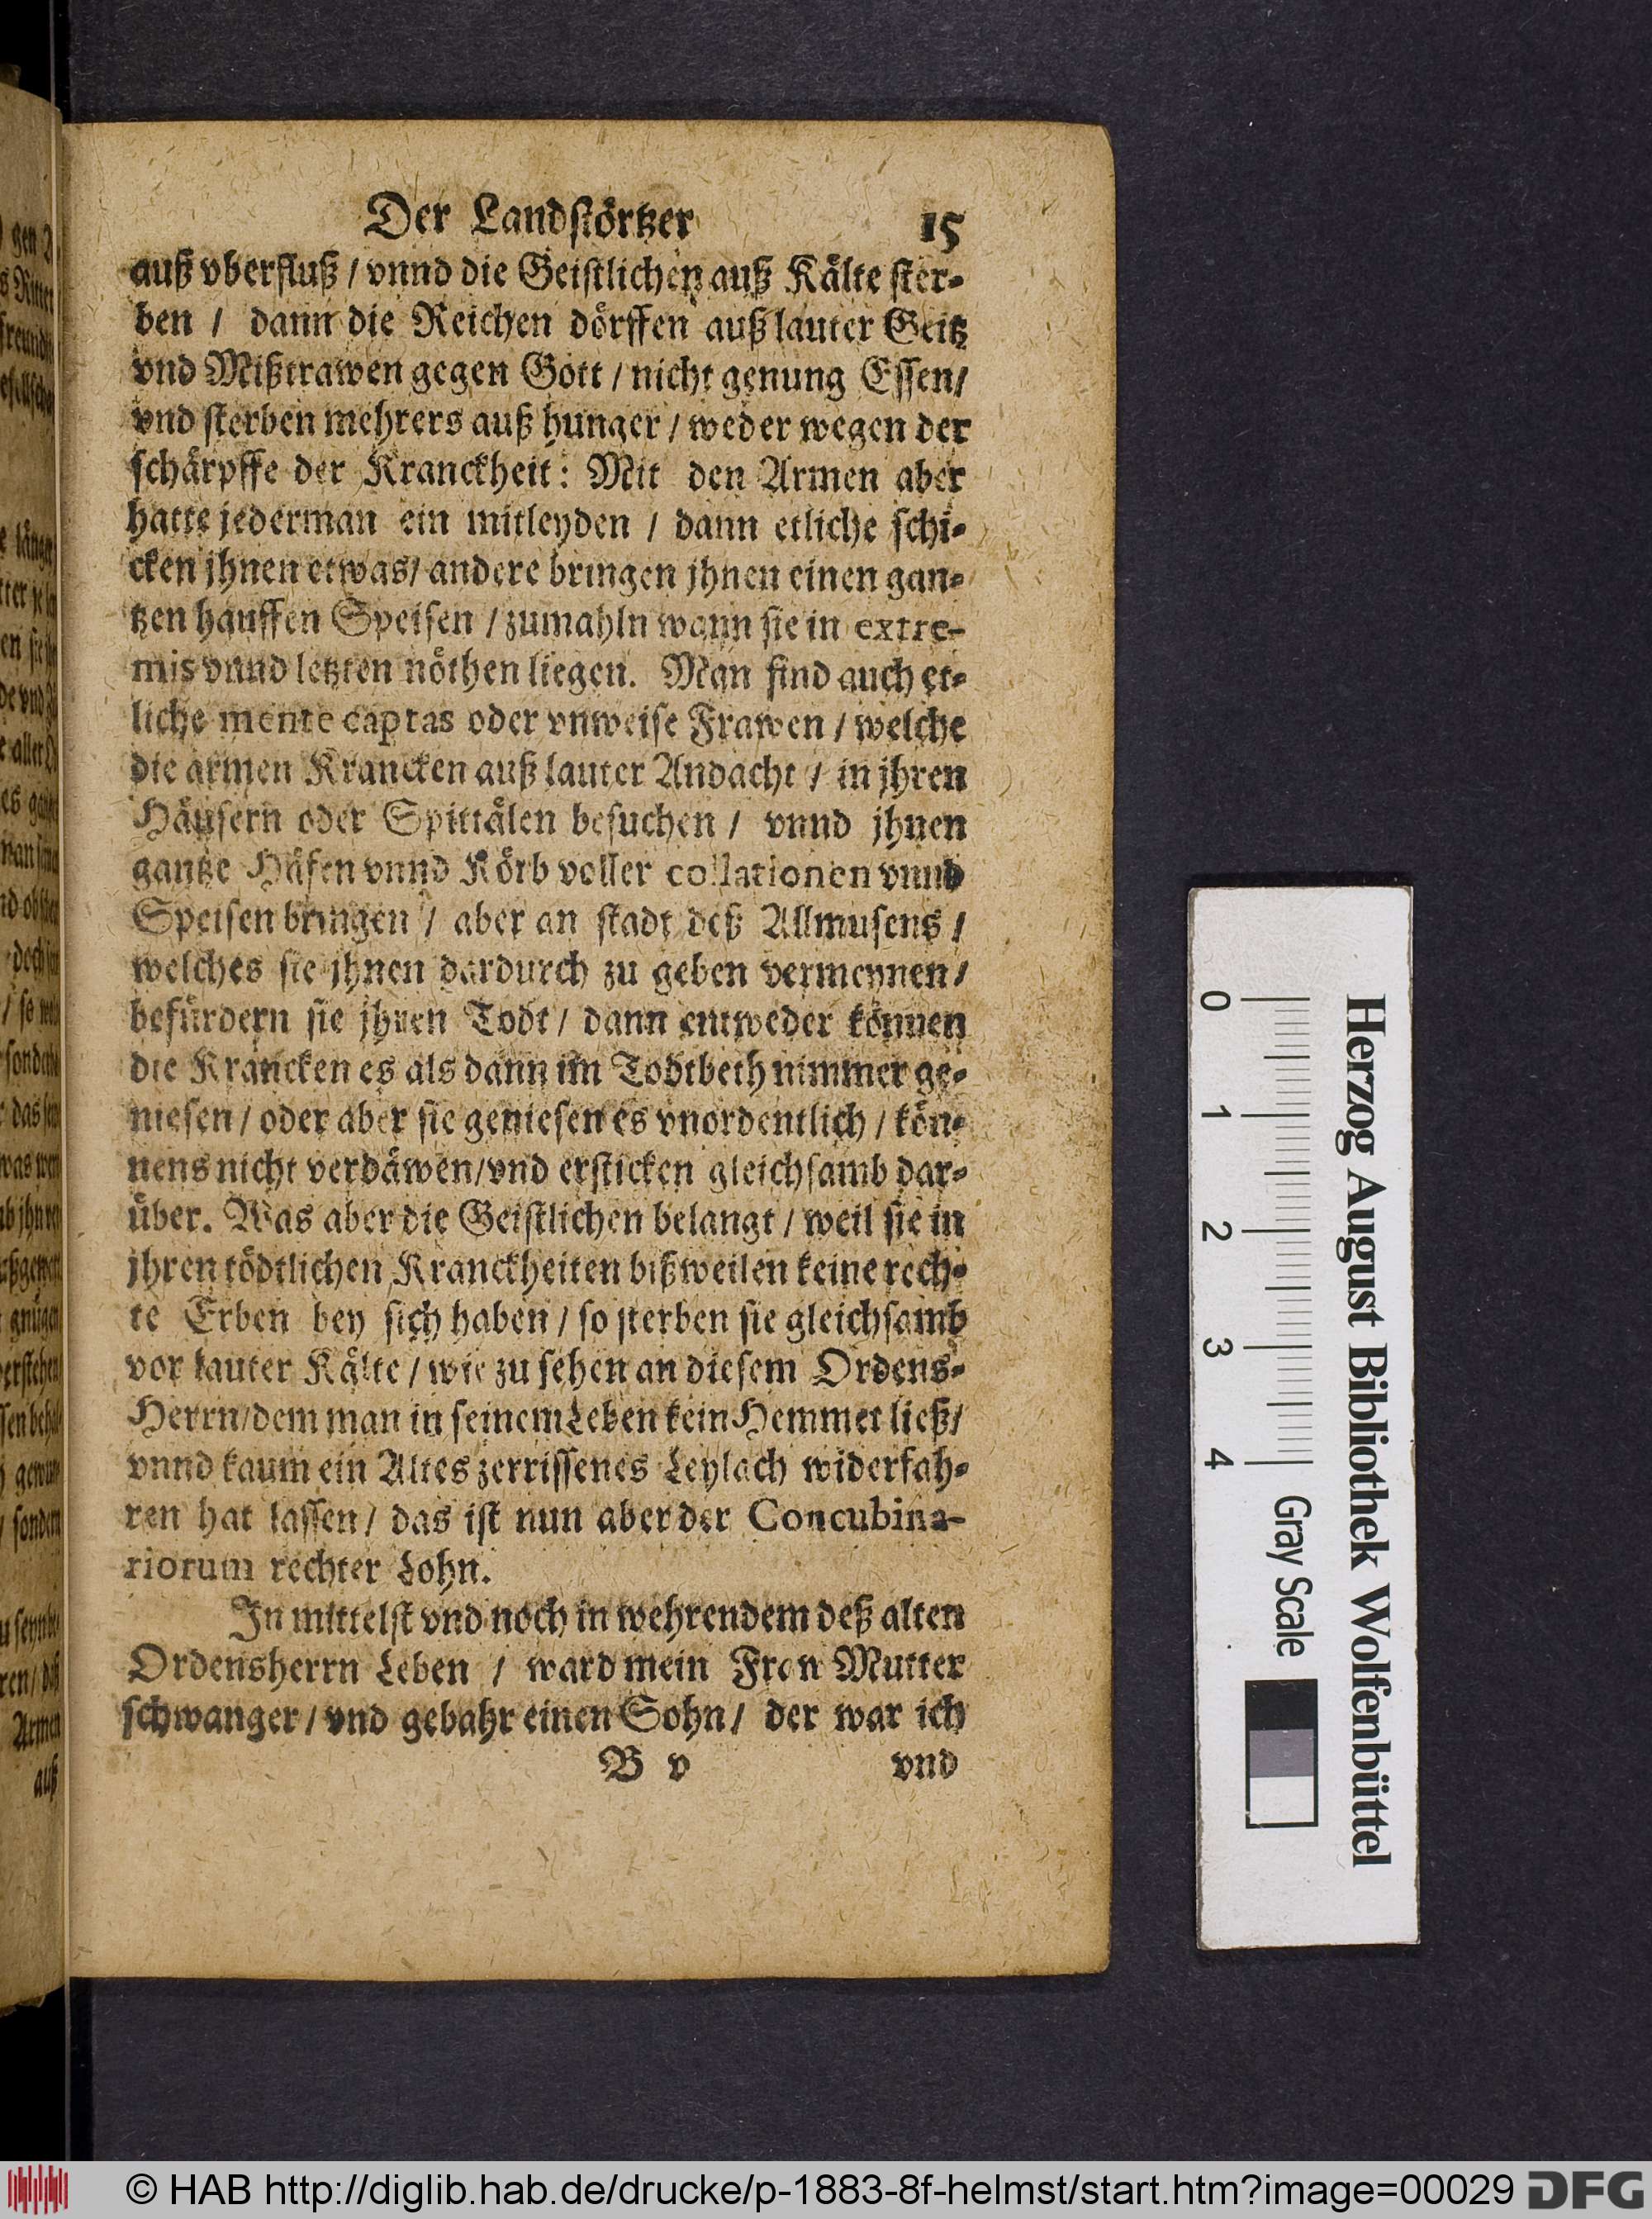 Der Landstörtzer 15
auß vberfluß / vnnd die Geistlichen auß Kälte ster-
ben / dann die Reichen dörffen auß lauter Geitz
vnd Mißtrawen gegen Gott / nicht genung Essen/
vnd sterben mehrers auß hunger / weder wegen der
schärpffe der Kranckheit: Mit den Armen aber
hatte jederman ein mitleyden / dann etliche schi-
cken jhnen etwas/ andere bringen jhnen einen gan-
tzen hauffen Speisen / zumahln wann sie in extre-
mis vnnd letzten nöthen liegen. Man find auch et-
liche mente captas oder vnweise Frawen / welche
die armen Krancken auß lauter Andacht / in jhren
Häusern oder Spittälen besuchen / vnnd jhnen
gantze Häfen vnnd Körb voller collationen vnnd
Speisen bringen / aber an stadt deß Allmusens /
welches sie jhnen dardurch zu geben vermeynen/
befürdern sie jhren Todt / dann entweder können
die Krancken es als dann im Todtbeth nimmer ge-
niesen / oder aber sie geniesen es vnordentlich / kön-
nens nicht verdäwen/vnd ersticken gleichsamb dar-
über. Was aber die Geistlichen belangt / weil sie in
jhren tödtlichen Kranckheiten bißweilen keine rech-
te Erben bey sich haben / so sterben sie gleichsamb
vor lauter Kälte / wie zu sehen an diesem Ordens-
Herrn/dem man in seinem Leben kein Hemmet ließ/
vnnd kaum ein Altes zerrissenes Leylach widerfah-
ren hat lassen / das ist nun aber der Concubina-
riorum rechter Lohn.
In mittelst vnd noch in wehrendem deß alten
Ordensherrn Leben / ward mein Fraw Mutter
schwanger / vnd gebahr einen Sohn / der war ich
B v vnd
0 1 2 3 4 Gray Scale
Herzog August Bibliothek Wolfenbüttel
© HAB http://diglib.hab.de/drucke/p-1883-8f-helmst/start.htm?image=00029 DFG